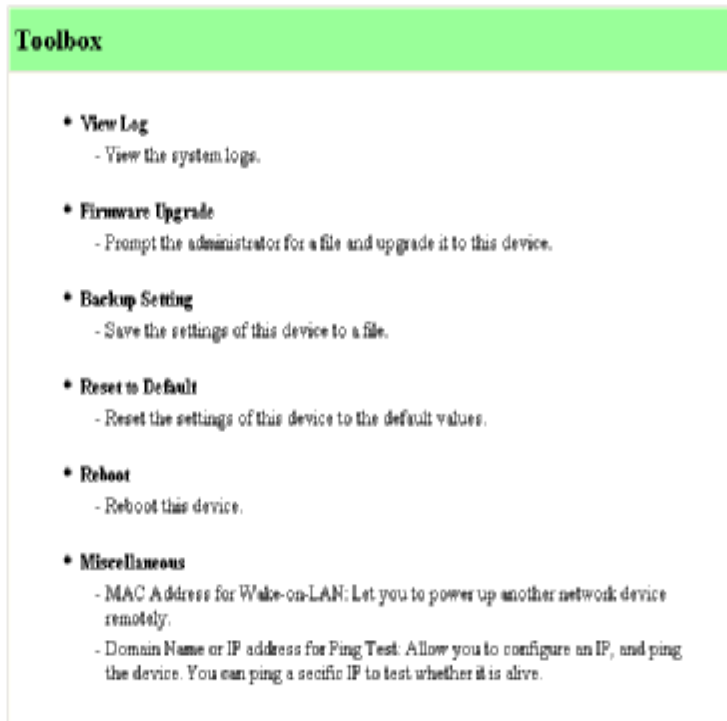 Toolbox
• View Log
- View the system logs.
• Firmware Upgrade
- Prompt the administrator for a file and upgrade it to this device.
• Backup Setting
- Save the settings of this device to a file.
• Reset to Default
- Reset the settings of this device to the default values.
• Reboot
- Reboot this device.
• Miscellaneous
- MAC Address for Wake-on-LAN: Let you to power up another network device
remotely.
- Domain Name or IP address for Ping Test: Allow you to configure an IP, and ping
the device. You can ping a secific IP to test whether it is alive.